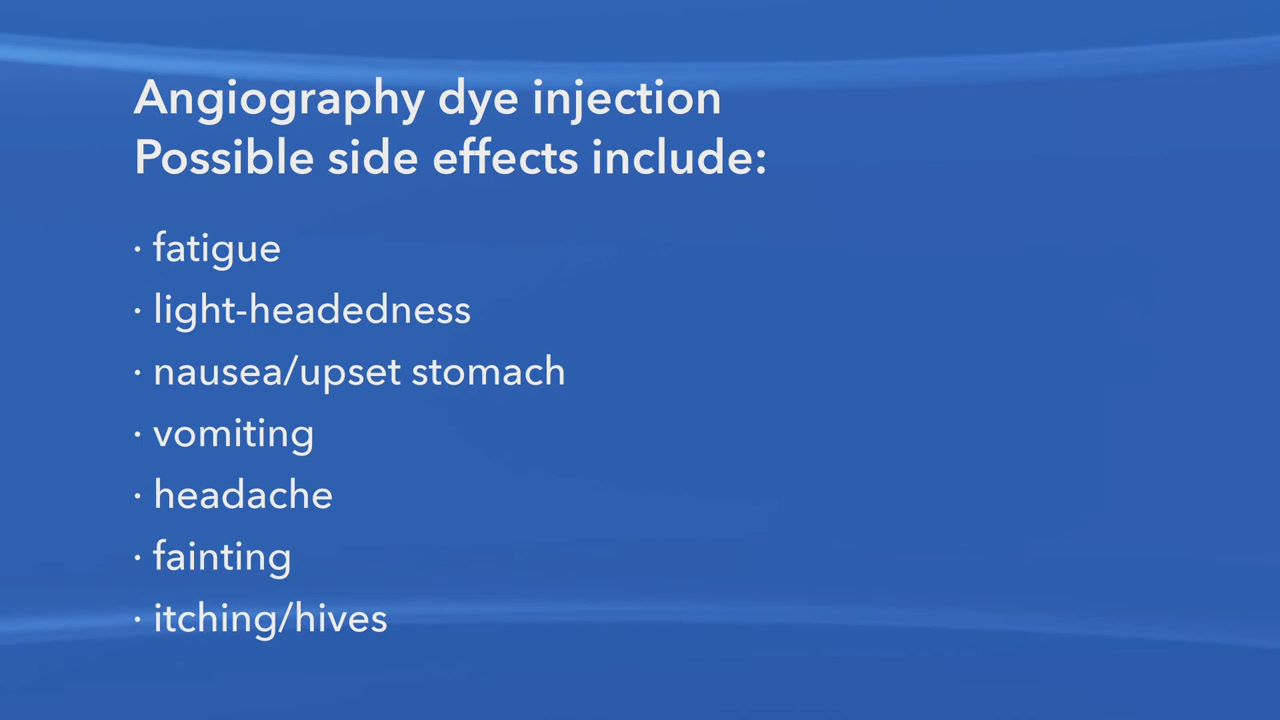 Angiography dye injection
Possible side effects include:
· fatigue
· light-headedness
· nausea/upset stomach
· vomiting
· headache
· fainting
· itching/hives